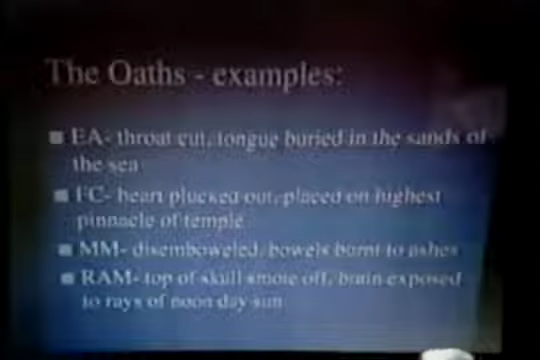 The Oaths - examples:
■ EA- throat cut, tongue buried in the sands of
the sea
■ FC- heart plucked out, placed on highest
pinnacle of temple
■ MM- disemboweled, bowels burnt to ashes
■ RAM- top of skull smote off, brain exposed
to rays of noon day sun